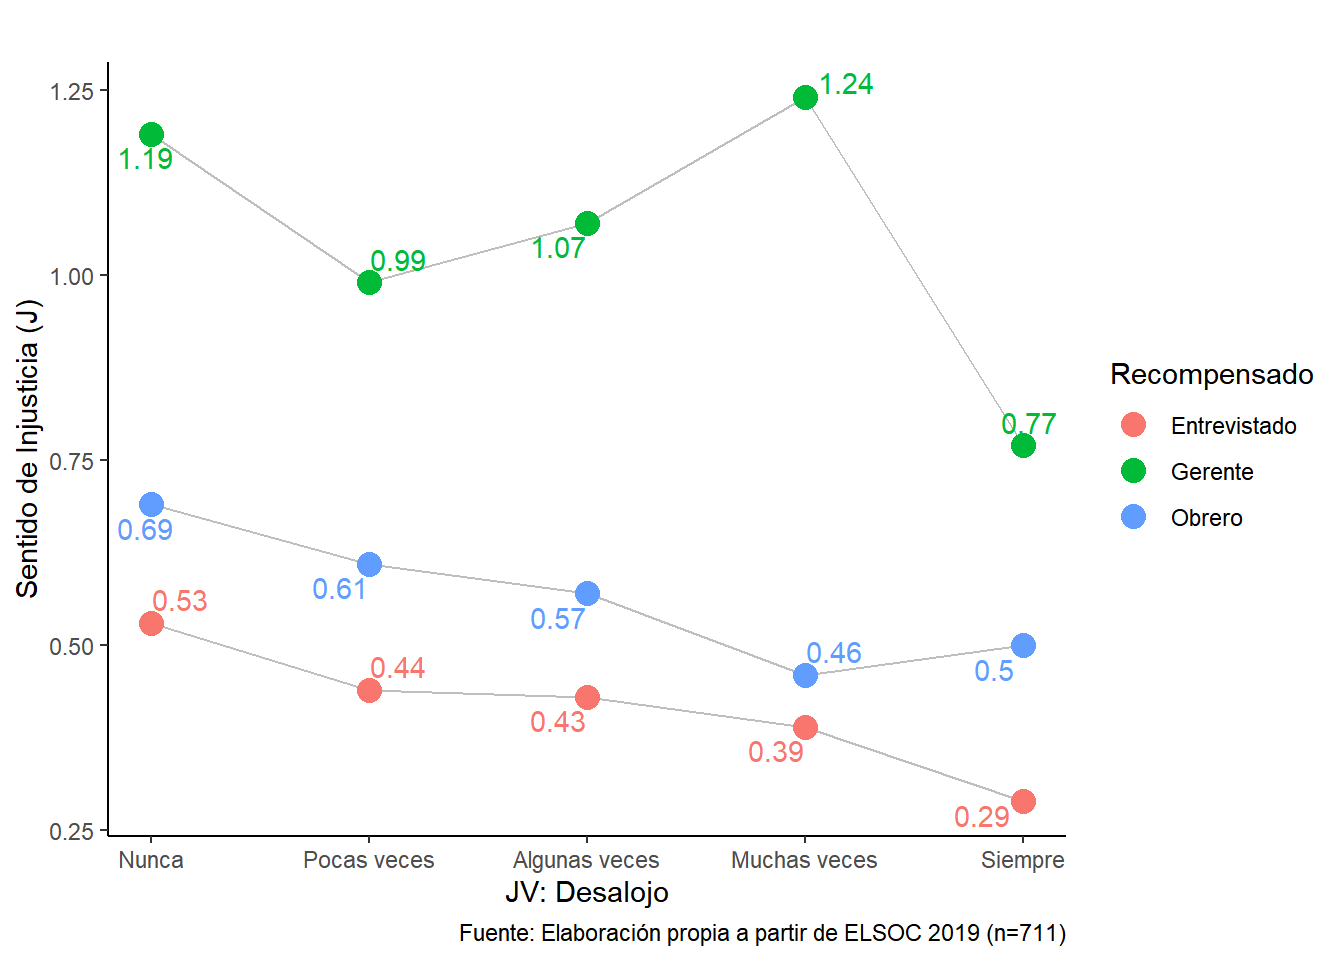 1.25
1.00
0.75
0.50
0.25
Sentido de Injusticia (J)
1.19
0.99
1.07
1.24
0.77
0.69
0.61
0.57
0.46
0.5
0.53
0.44
0.43
0.39
0.29
Nunca
Pocas veces
Algunas veces
Muchas veces
Siempre
JV: Desalojo
Fuente: Elaboración propia a partir de ELSOC 2019 (n=711)
Recompensado
Entrevistado
Gerente
Obrero